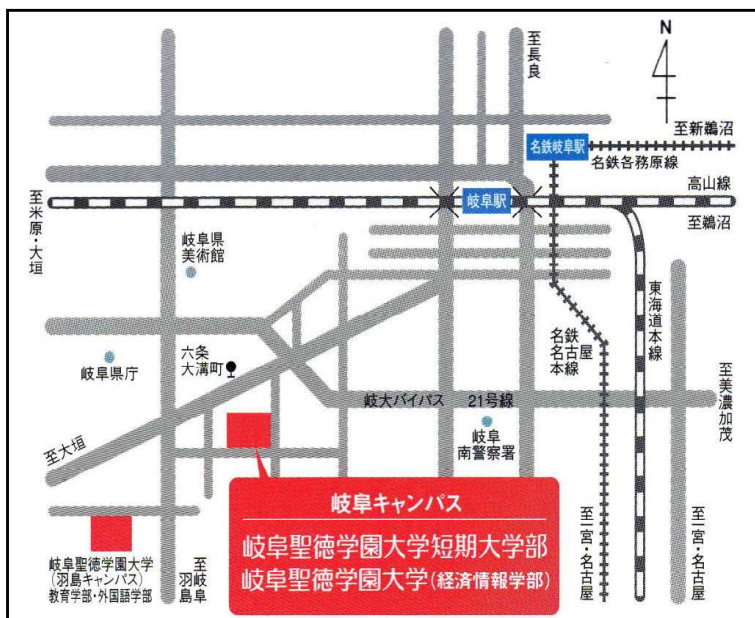 至長良
N
至新鵜沼
名鉄岐阜駅
名鉄各務原線
高山線
岐阜駅
至鵜沼
至米原・大垣
岐阜県
美術館
東海道本線
名鉄
名古屋
本線
六条
大溝町
岐阜県庁
至美濃加茂
岐大バイパス 21号線
岐阜
南警察署
至大垣
岐阜キャンパス
岐阜聖徳学園大学短期大学部
岐阜聖徳学園大学(経済情報学部)
岐阜聖徳学園大学
(羽島キャンパス)
教育学部・外国語学部
至岐阜
羽島
至一宮・名古屋
至一宮・名古屋